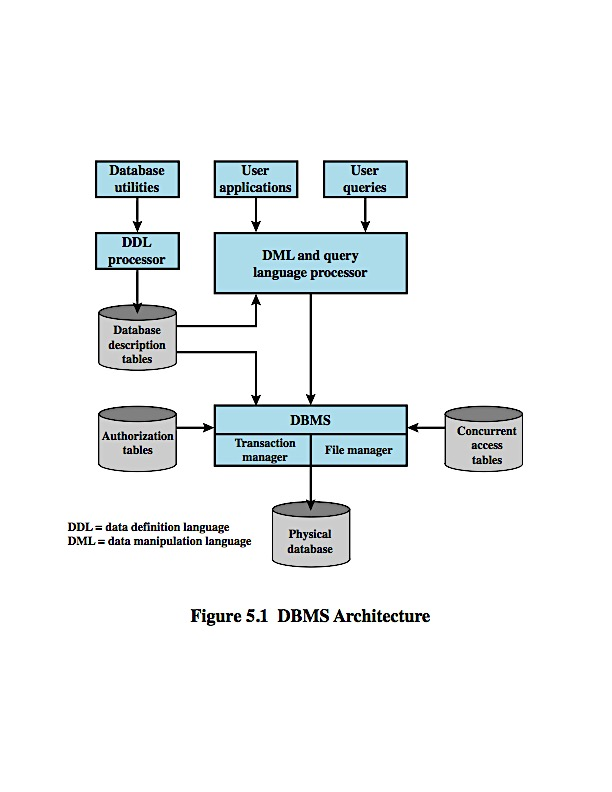 Database
utilities
User
applications
User
queries
DDL
processor
DML and query
language processor
Database
description
tables
DBMS
Transaction
manager
File manager
Authorization
tables
Concurrent
access
tables
Physical
database
DDL = data definition language
DML = data manipulation language
Figure 5.1 DBMS Architecture